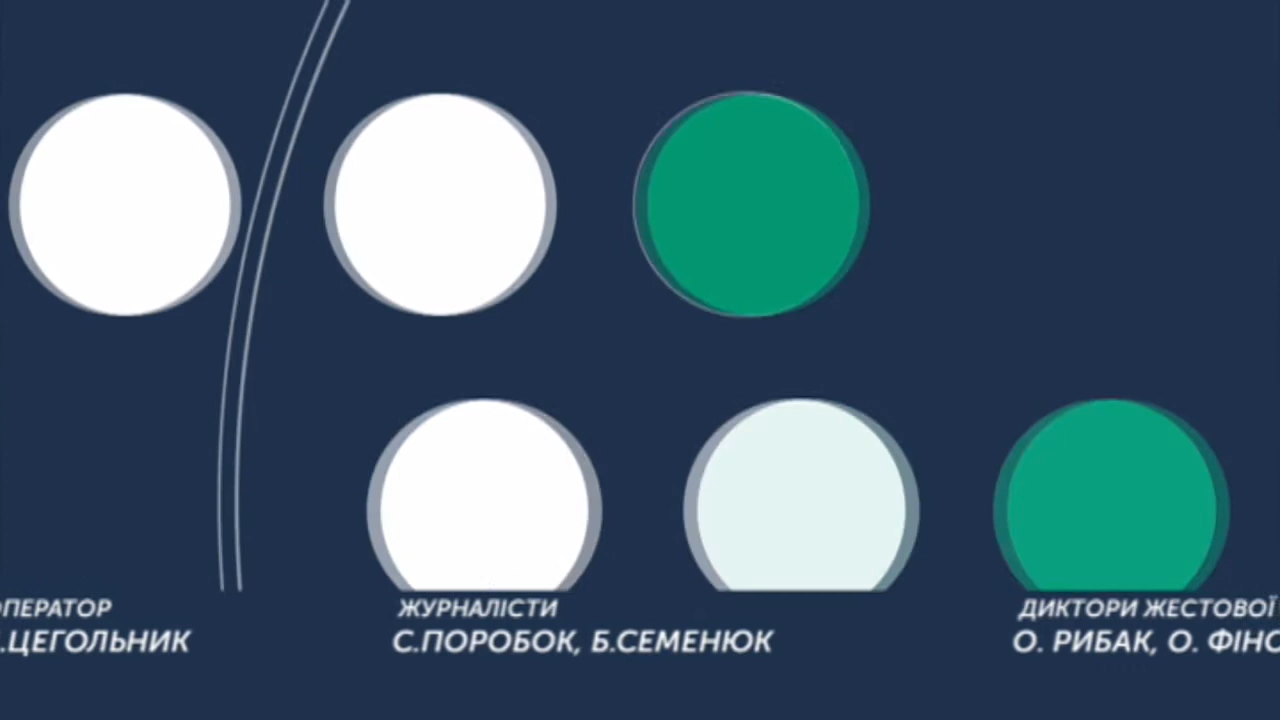 ОПЕРАТОР
ЖУРНАЛІСТИ
ДИКТОРИ ЖЕСТОВОЇ
.ЦЕГОЛЬНИК
С.ПОРОБОК, Б.СЕМЕНЮК
О. РИБАК, О.